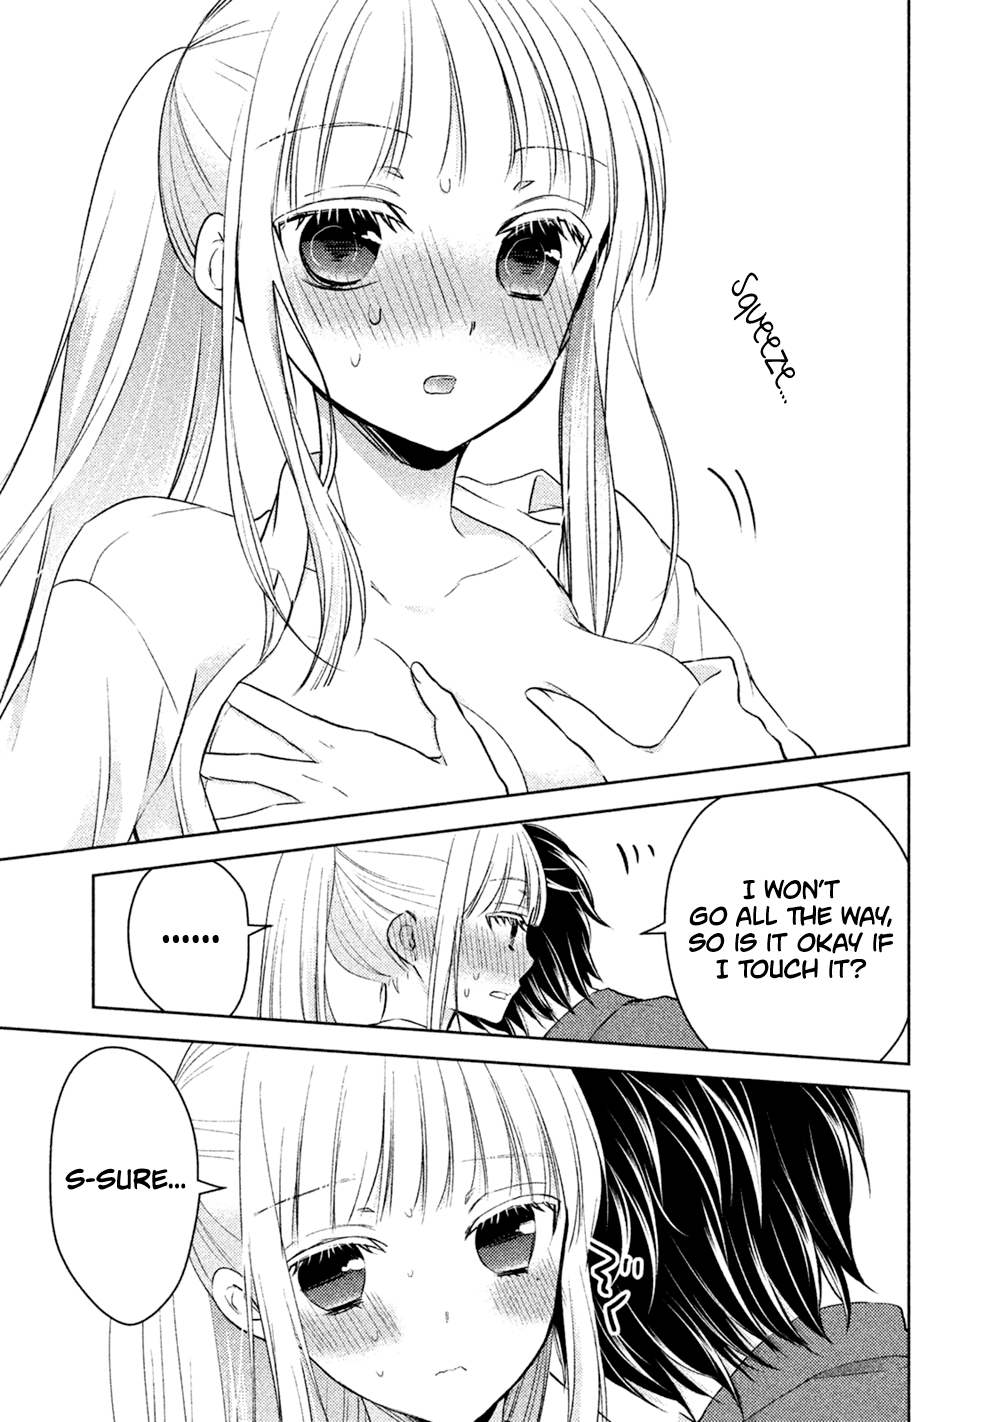 Squeeze....
I WON'T
GO ALL THE WAY,
SO IS IT OKAY IF
I TOUCH IT?
......
S-SURE...